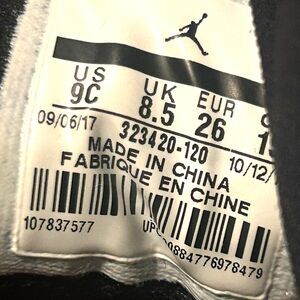 US UK EUR
9C 8.5 26
09/06/17 323420-120 10/12/
MADE IN CHINA
FABRIQUE EN CHINE
107837577